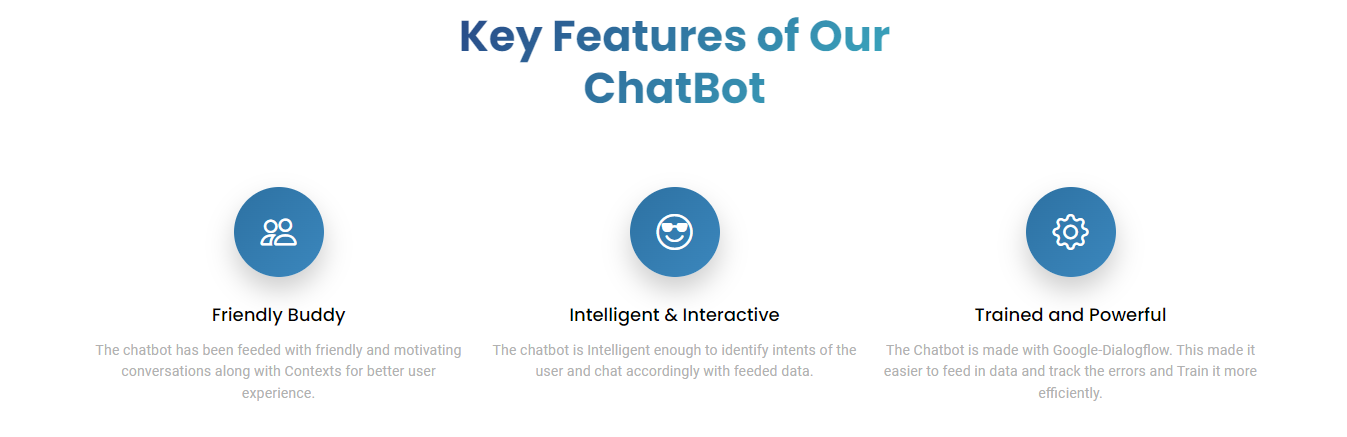 Key Features of Our
ChatBot
Friendly Buddy
The chatbot has been feeded with friendly and motivating
conversations along with Contexts for better user
experience.
Intelligent & Interactive
The chatbot is Intelligent enough to identify intents of the
user and chat accordingly with feeded data.
Trained and Powerful
The Chatbot is made with Google-Dialogflow. This made it
easier to feed in data and track the errors and Train it more
efficiently.